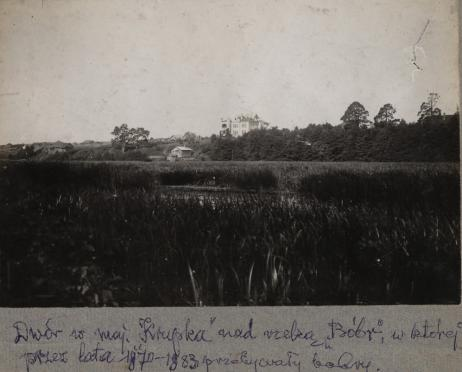 Dwór w maj. "Krupka" nad rzeką "Bóbr", w której
przez lata 1870-1883 przebywały bobry.